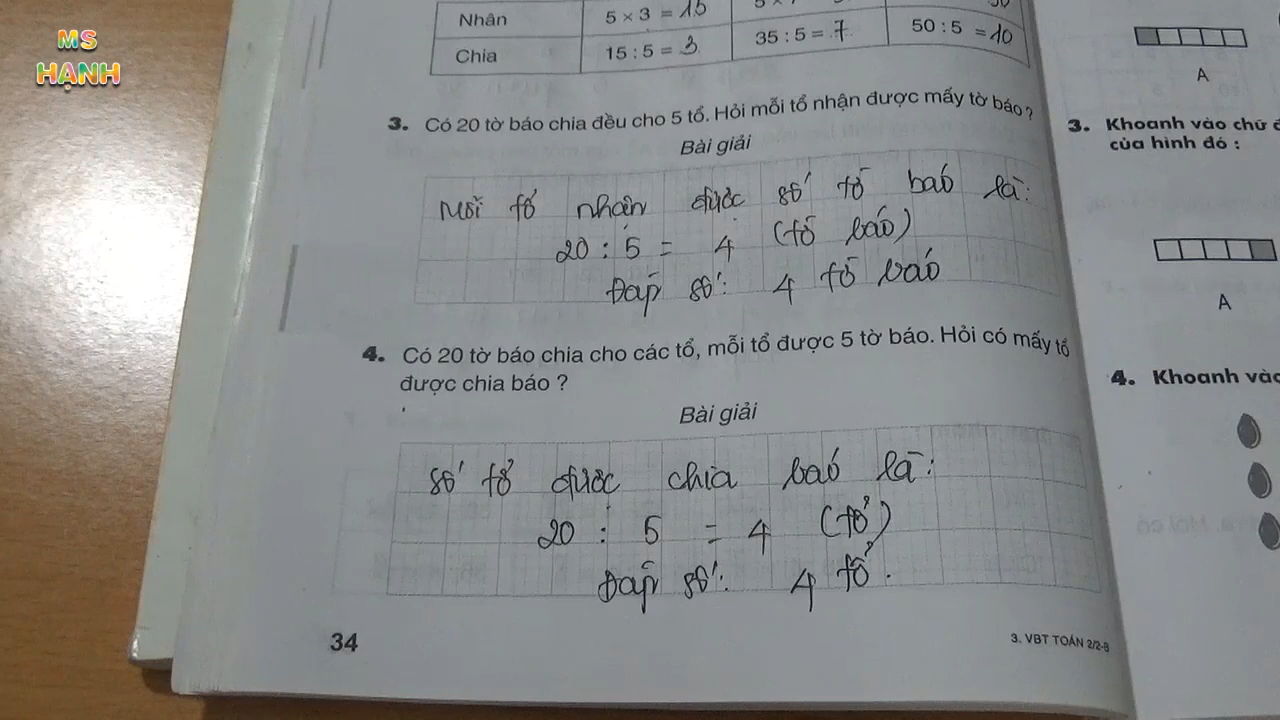 MS
HẠNH
Nhân 5 × 3 = 15
Chia 15 : 5 = 3 35 : 5 = 7 50 : 5 = 10
3. Có 20 tờ báo chia đều cho 5 tổ. Hỏi mỗi tổ nhận được mấy tờ báo ?
Bài giải
Mỗi tổ nhận được số tờ báo là:
20 : 5 = 4 (tờ báo)
Đáp số: 4 tờ báo
4. Có 20 tờ báo chia cho các tổ, mỗi tổ được 5 tờ báo. Hỏi có mấy tổ
được chia báo ?
Bài giải
Số tổ được chia báo là:
20 : 5 = 4 (tổ)
Đáp số: 4 tổ.
34
3. VBT TOÁN 2/2-B
A
3. Khoanh vào chữ
của hình đó :
A
4. Khoanh